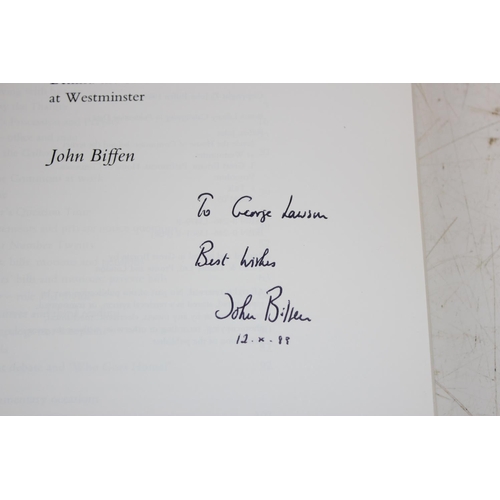 at Westminster
John Biffen
To George Lawson
Best wishes
John Biffen
12.x.89